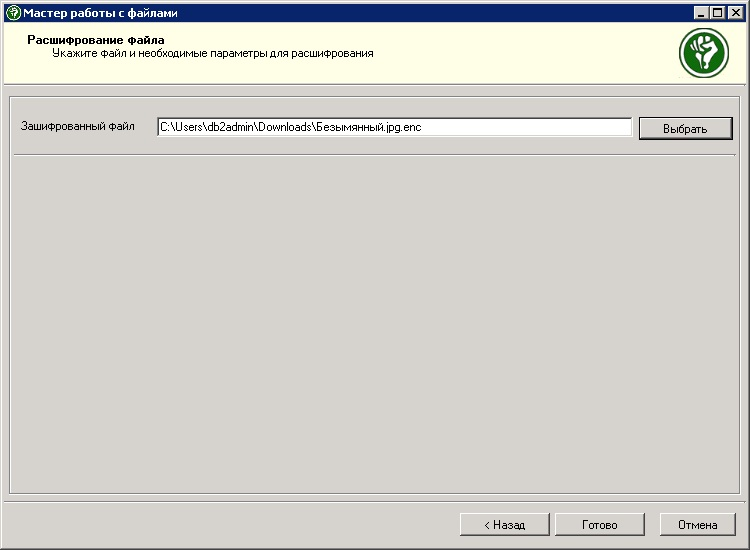 Мастер работы с файлами
Расшифрование файла
Укажите файл и необходимые параметры для расшифрования
Зашифрованный файл
C:\Users\db2admin\Downloads\Безымянный.jpg.enc
Выбрать
< Назад
Готово
Отмена